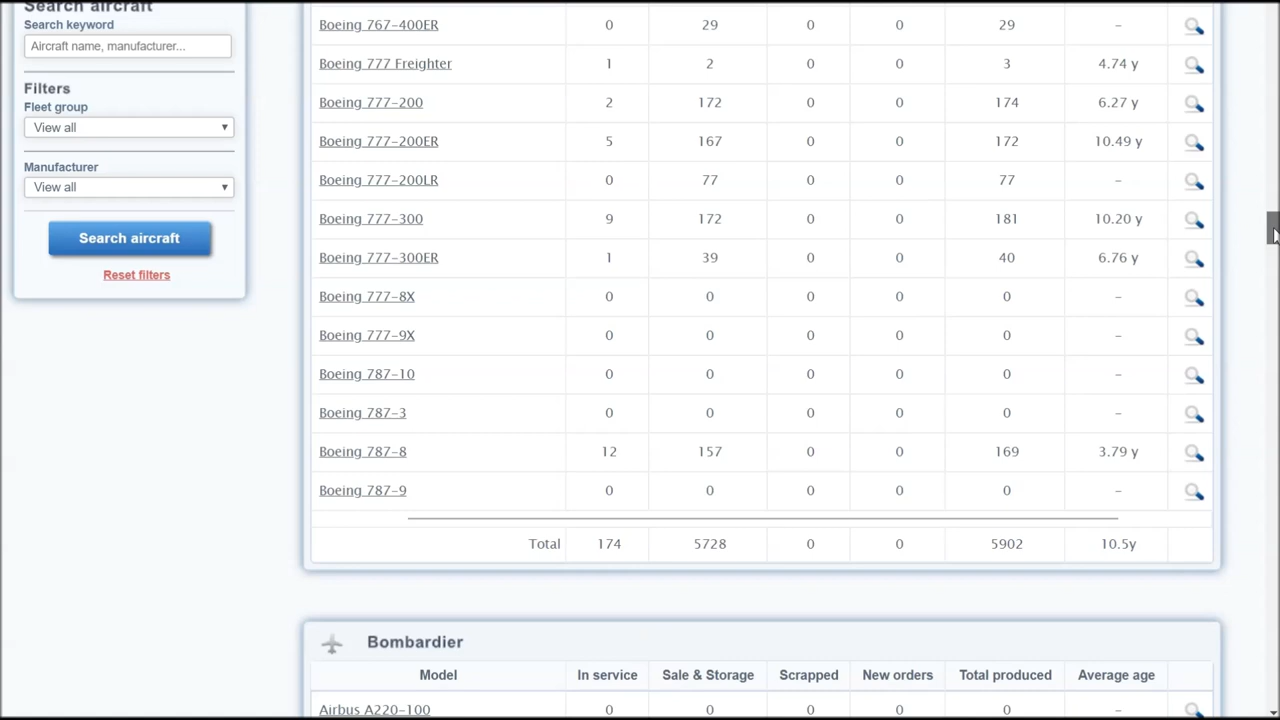 Search aircraft
Search keyword
Aircraft name, manufacturer...
Filters
Fleet group
View all
Manufacturer
View all
Search aircraft
Reset filters
Boeing 767-400ER 0 29 0 0 29 -
Boeing 777 Freighter 1 2 0 0 3 4.74 y
Boeing 777-200 2 172 0 0 174 6.27 y
Boeing 777-200ER 5 167 0 0 172 10.49 y
Boeing 777-200LR 0 77 0 0 77 -
Boeing 777-300 9 172 0 0 181 10.20 y
Boeing 777-300ER 1 39 0 0 40 6.76 y
Boeing 777-8X 0 0 0 0 0 -
Boeing 777-9X 0 0 0 0 0 -
Boeing 787-10 0 0 0 0 0 -
Boeing 787-3 0 0 0 0 0 -
Boeing 787-8 12 157 0 0 169 3.79 y
Boeing 787-9 0 0 0 0 0 -
Total 174 5728 0 0 5902 10.5y
Bombardier
Model In service Sale & Storage Scrapped New orders Total produced Average age
Airbus A220-100 0 0 0 0 0 -